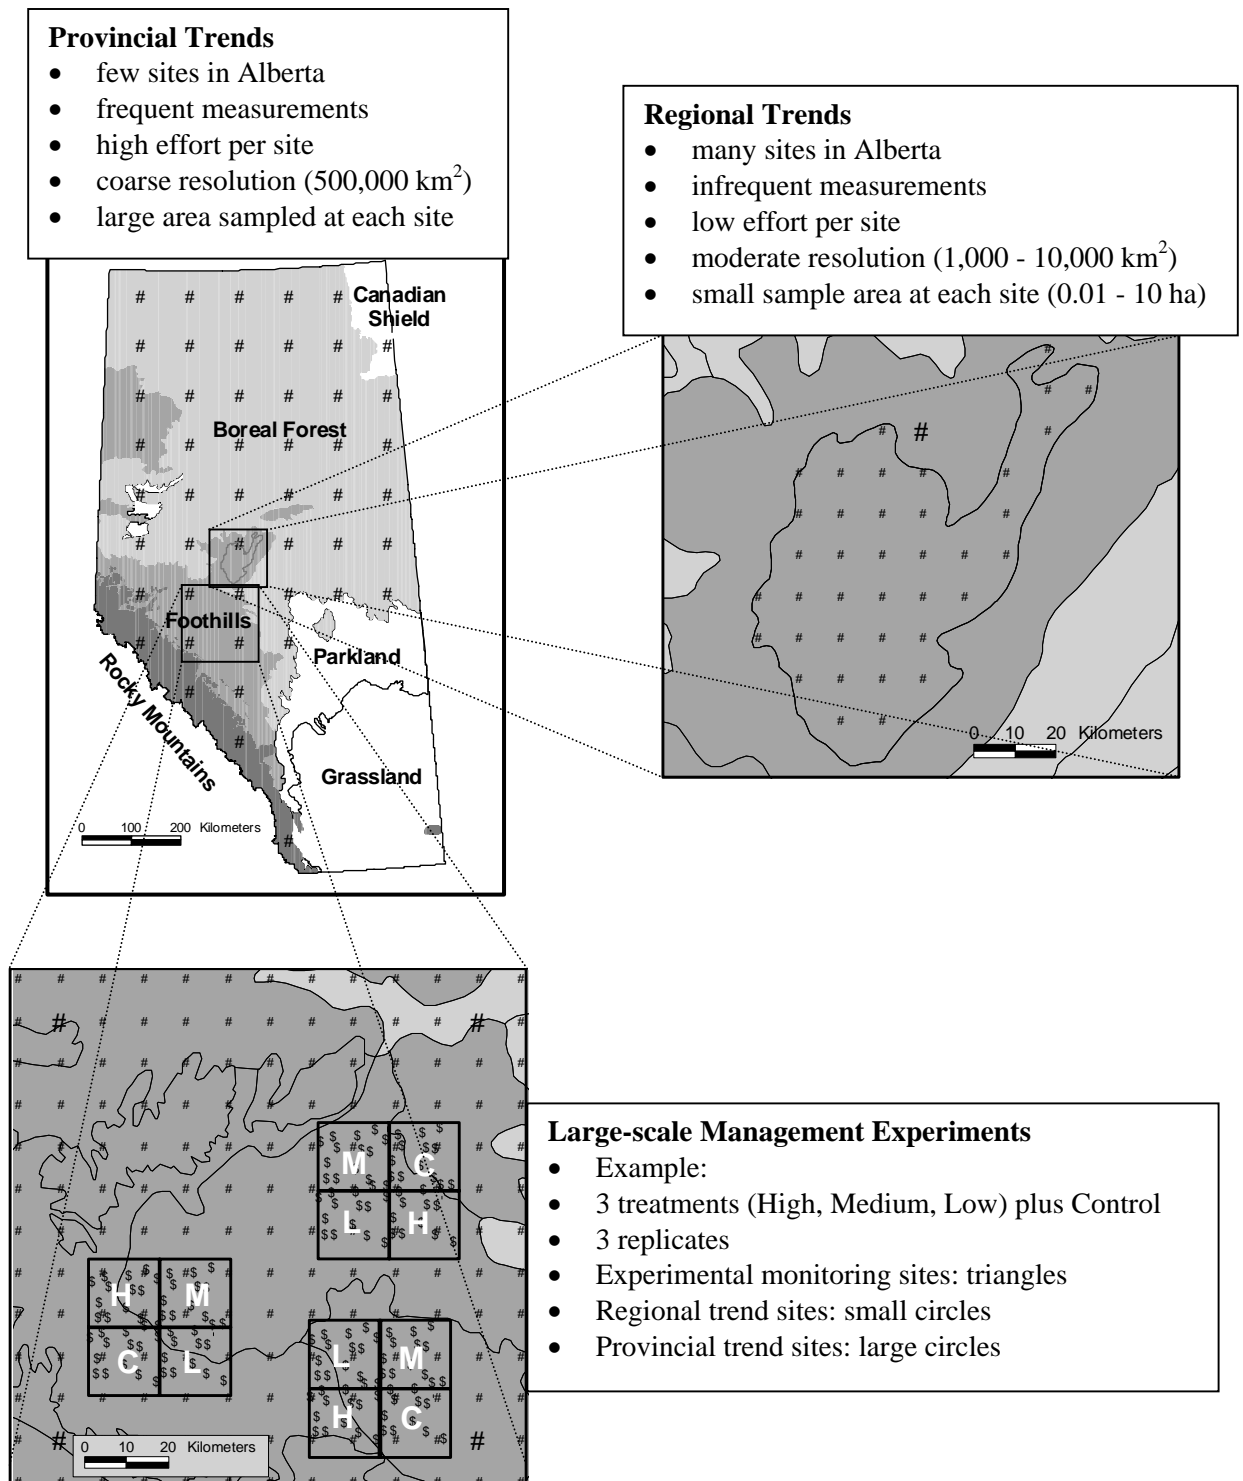 Provincial Trends
• few sites in Alberta
• frequent measurements
• high effort per site
• coarse resolution (500,000 km²)
• large area sampled at each site
Regional Trends
• many sites in Alberta
• infrequent measurements
• low effort per site
• moderate resolution (1,000 - 10,000 km²)
• small sample area at each site (0.01 - 10 ha)
Canadian
Shield
Boreal Forest
Foothills
Parkland
Rocky Mountains
Grassland
0 100 200 Kilometers
0 10 20 Kilometers
M C
L H
H M
C L
L M
H C
0 10 20 Kilometers
Large-scale Management Experiments
• Example:
• 3 treatments (High, Medium, Low) plus Control
• 3 replicates
• Experimental monitoring sites: triangles
• Regional trend sites: small circles
• Provincial trend sites: large circles